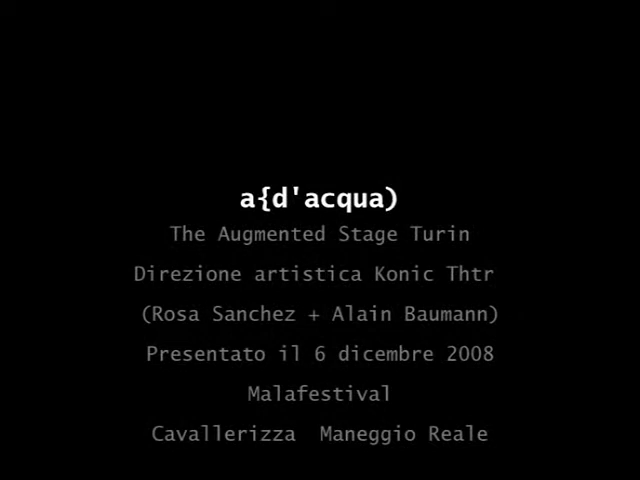 a{d'acqua)
The Augmented Stage Turin
Direzione artistica Konic Thtr
(Rosa Sanchez + Alain Baumann)
Presentato il 6 dicembre 2008
Malafestival
Cavallerizza  Maneggio Reale